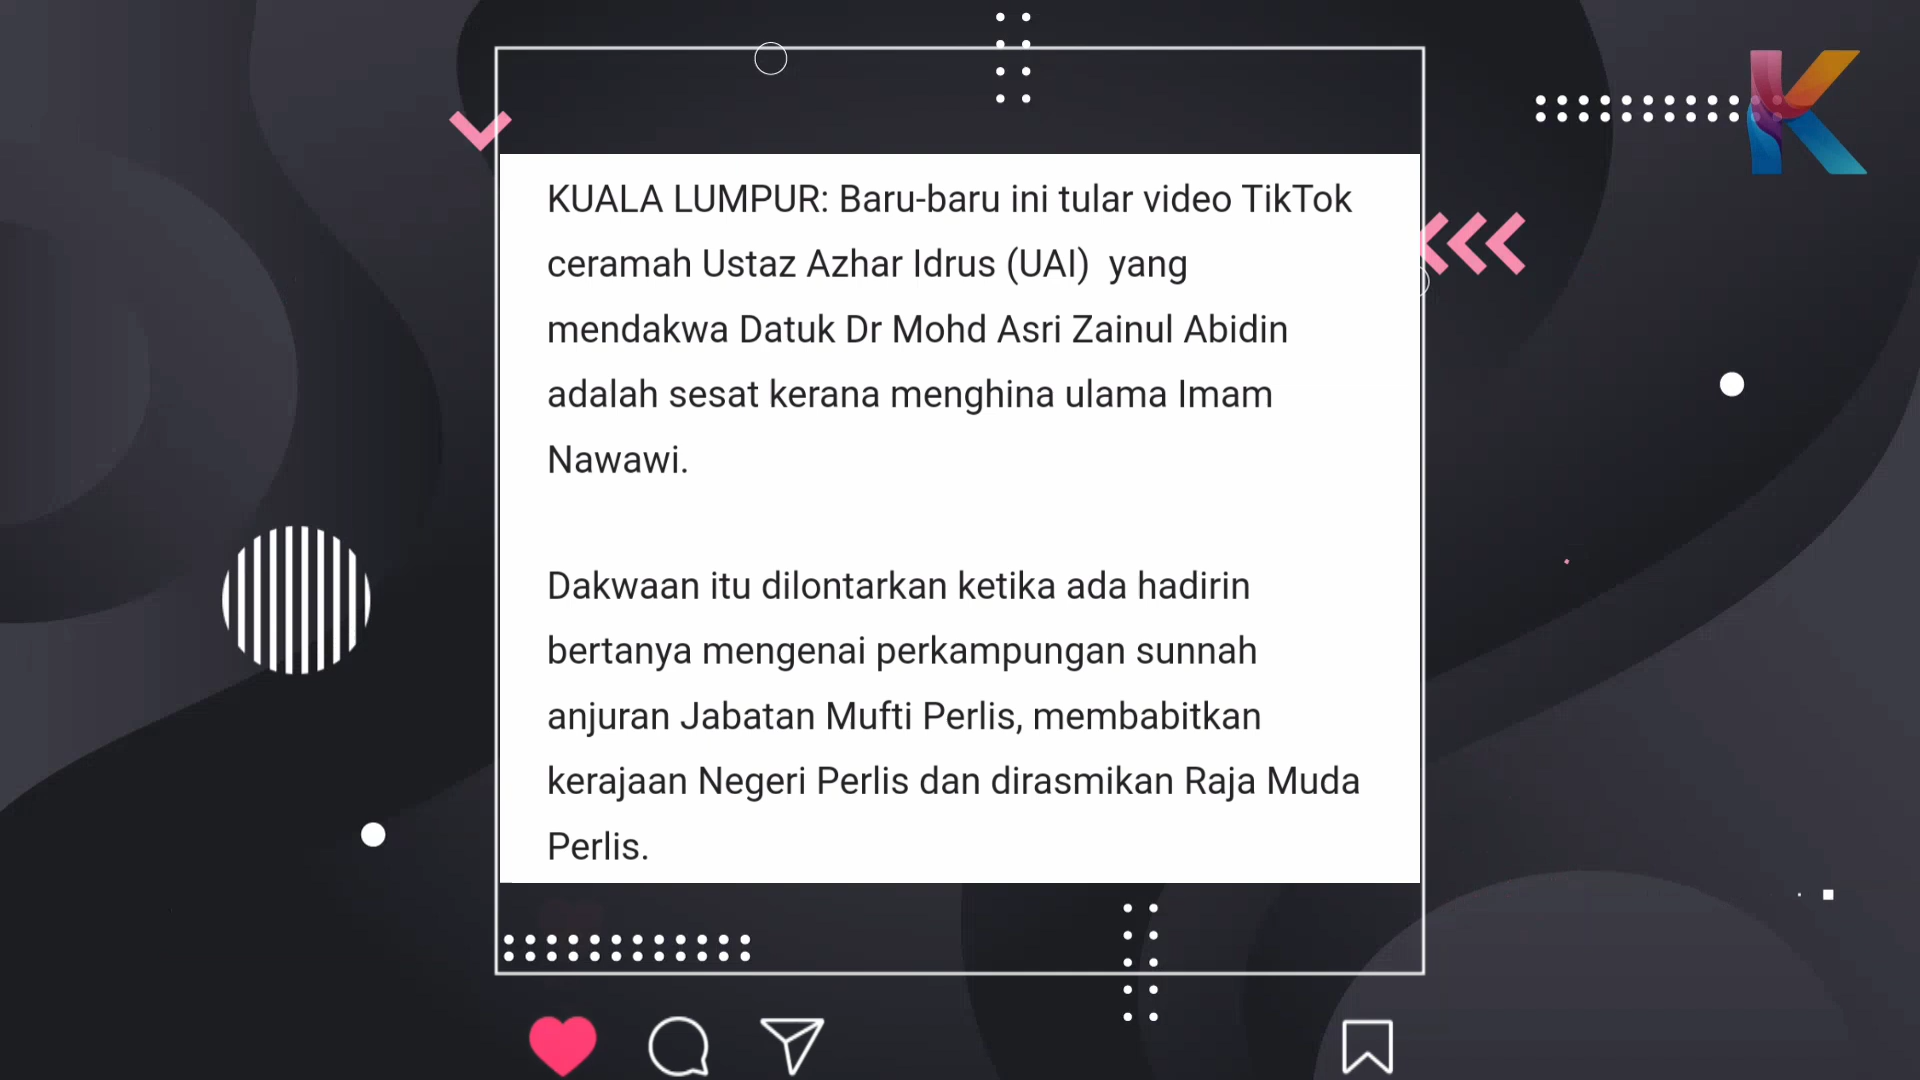 KUALA LUMPUR: Baru-baru ini tular video TikTok
ceramah Ustaz Azhar Idrus (UAI)  yang
mendakwa Datuk Dr Mohd Asri Zainul Abidin
adalah sesat kerana menghina ulama Imam
Nawawi.
Dakwaan itu dilontarkan ketika ada hadirin
bertanya mengenai perkampungan sunnah
anjuran Jabatan Mufti Perlis, membabitkan
kerajaan Negeri Perlis dan dirasmikan Raja Muda
Perlis.
K